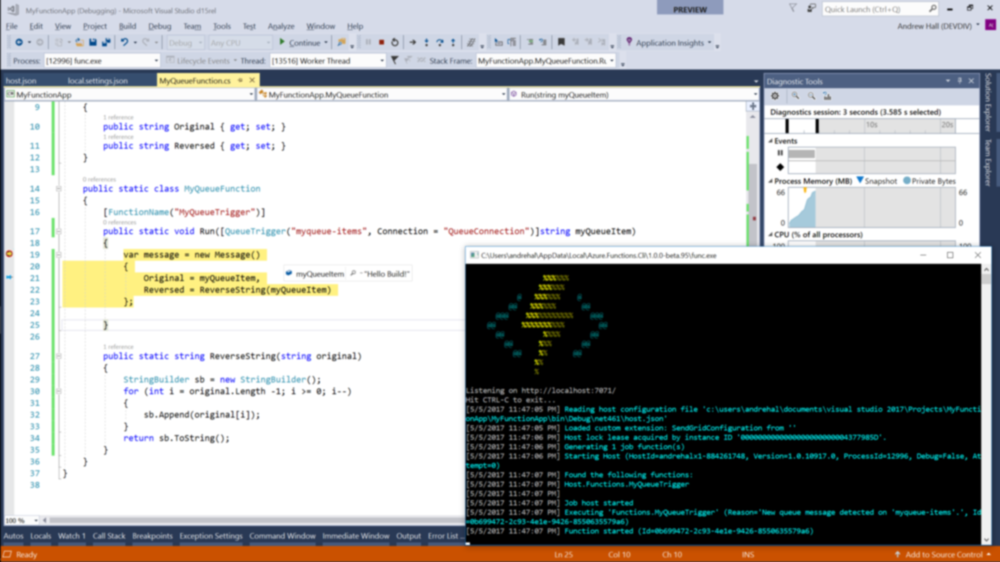 MyFunctionApp (Debugging) - Microsoft Visual Studio d15rel
PREVIEW
Quick Launch (Ctrl+Q)
File Edit View Project Build Debug Team Tools Test Analyze Window Help
Andrew Hall (DEVDIV)
Debug Any CPU Continue Application Insights
Process: [12996] func.exe Lifecycle Events Thread: [13516] Worker Thread Stack Frame: MyFunctionApp.MyQueueFunction.Ru
host.json local.settings.json MyQueueFunction.cs
MyFunctionApp MyFunctionApp.MyQueueFunction Run(string myQueueItem)
9 {
1 reference
10 public string Original { get; set; }
1 reference
11 public string Reversed { get; set; }
12 }
13
0 references
14 public static class MyQueueFunction
15 {
16 [FunctionName("MyQueueTrigger")]
0 references
17 public static void Run([QueueTrigger("myqueue-items", Connection = "QueueConnection")]string myQueueItem)
18 {
19 var message = new Message()
20 {
myQueueItem "Hello Build!"
21 Original = myQueueItem,
22 Reversed = ReverseString(myQueueItem)
23 };
24
25 }
26
1 reference
27 public static string ReverseString(string original)
28 {
29 StringBuilder sb = new StringBuilder();
30 for (int i = original.Length -1; i >= 0; i--)
31 {
32 sb.Append(original[i]);
33 }
34 return sb.ToString();
35 }
36 }
37 }
38
100 %
Diagnostic Tools
Diagnostics session: 3 seconds (3.585 s selected)
10s 20s
Events
Process Memory (MB) Snapshot Private Bytes
66 66
0 0
CPU (% of all processors)
100 100
Solution Explorer
Team Explorer
C:\Users\andrehal\AppData\Local\Azure.Functions.Cli\1.0.0-beta.95\func.exe
Listening on http://localhost:7071/
Hit CTRL-C to exit...
[5/5/2017 11:47:05 PM] Reading host configuration file 'c:\users\andrehal\documents\visual studio 2017\Projects\MyFuncti
onApp\MyFunctionApp\bin\Debug\net461\host.json'
[5/5/2017 11:47:05 PM] Loaded custom extension: SendGridConfiguration from ''
[5/5/2017 11:47:06 PM] Host lock lease acquired by instance ID
[5/5/2017 11:47:06 PM] Generating 1 job function(s)
[5/5/2017 11:47:06 PM] Starting Host (HostId=andrehalx1-884261748, Version=1.0.10917.0, ProcessId=12996, Debug=False, At
tempt=0)
[5/5/2017 11:47:07 PM] Found the following functions:
[5/5/2017 11:47:07 PM] Host.Functions.MyQueueTrigger
[5/5/2017 11:47:07 PM]
[5/5/2017 11:47:07 PM] Job host started
[5/5/2017 11:47:07 PM] Executing 'Functions.MyQueueTrigger' (Reason='New queue message detected on 'myqueue-items'.', Id
=0b699472-2c93-4e1e-9426-8550635579a6)
[5/5/2017 11:47:07 PM] Function started (Id=0b699472-2c93-4e1e-9426-8550635579a6)
Autos Locals Watch 1 Call Stack Breakpoints Exception Settings Command Window Immediate Window Output Error List ...
Ready Ln 25 Col 10 Ch 10 INS Add to Source Control